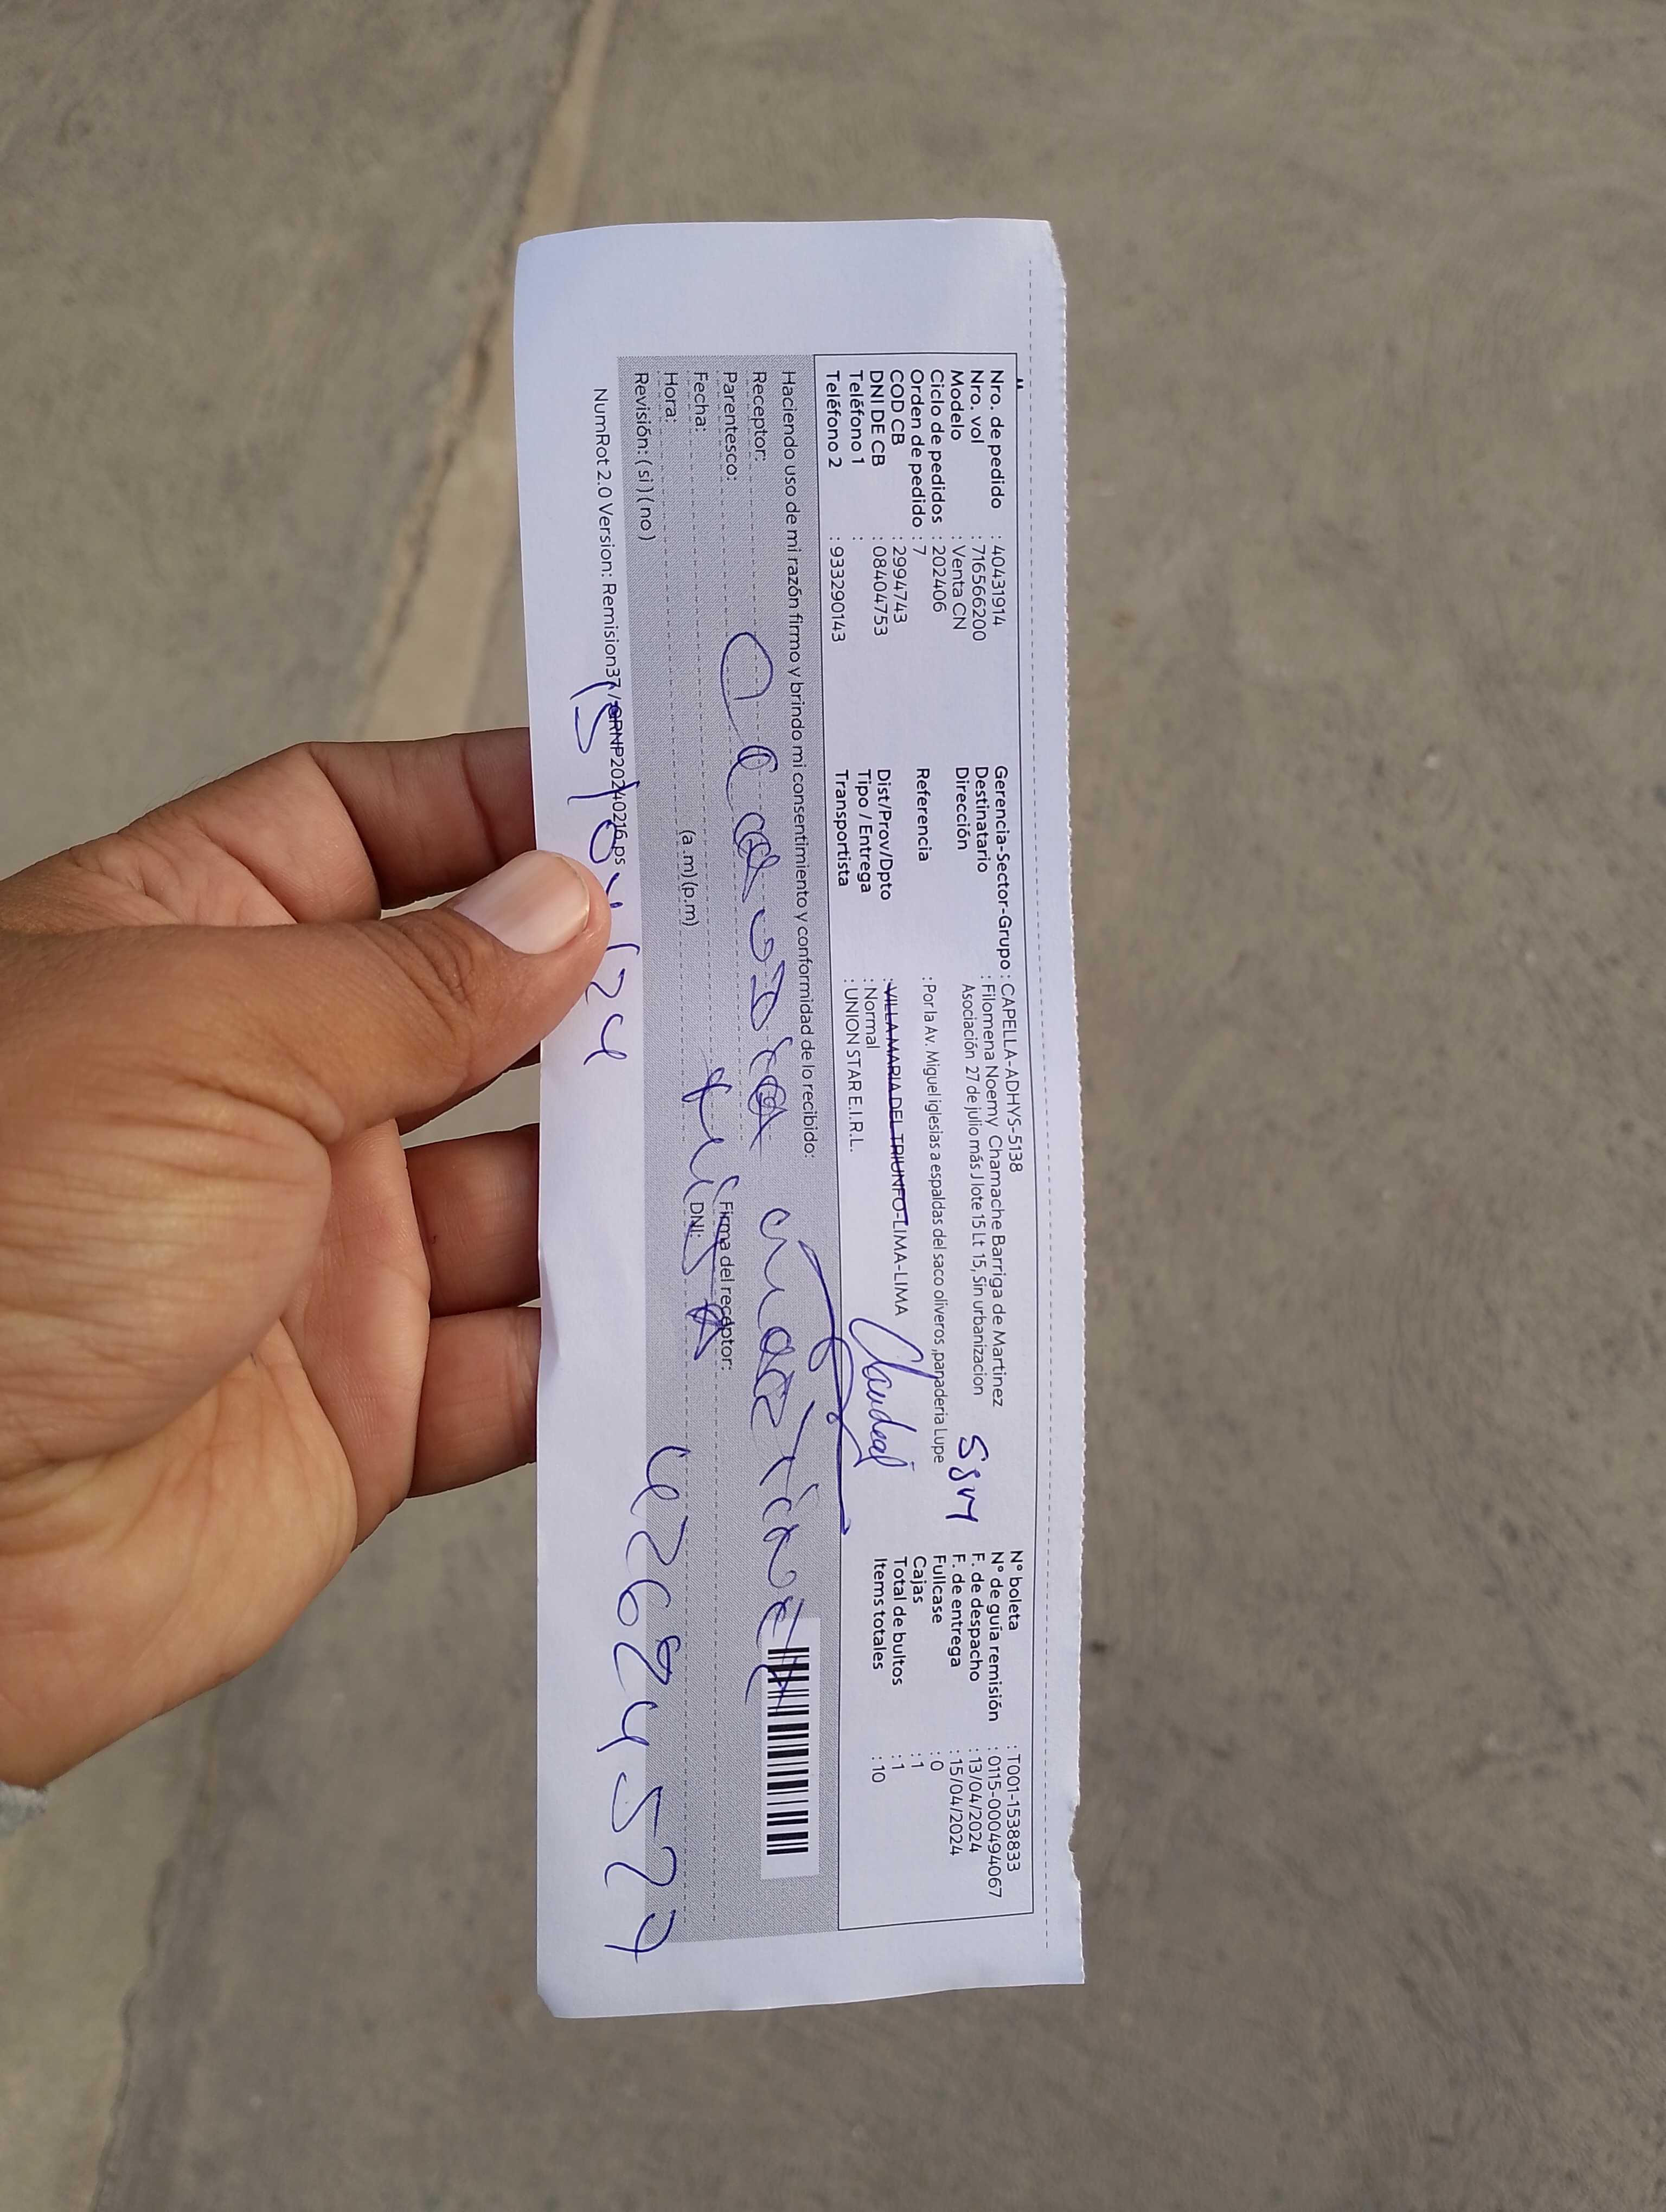 Nro. de pedido : 40431914
Nro. vol : 716566200
Modelo : Venta CN
Ciclo de pedidos : 202406
Orden de pedido : 7
COD CB : 2994743
DNI DE CB : 08404753
Teléfono 1 :
Teléfono 2 : 933290143
Gerencia-Sector-Grupo : CAPELLA-ADHYS-5138
Destinatario : Filomena Noemy Chamache Barriga de Martinez
Dirección Asociación 27 de julio más J lote 15 Lt 15, Sin urbanizacion
Referencia : Por la Av. Miguel iglesias a espaldas del saco oliveros ,panaderia Lupe
Dist/Prov/Dpto : VILLA MARIA DEL TRIUNFO-LIMA-LIMA
Tipo / Entrega : Normal
Transportista : UNION STAR E.I.R.L.
SJM
N° boleta : T001-1538833
N° de guía remisión : 0115-000494067
F. de despacho : 13/04/2024
F. de entrega : 15/04/2024
Fullcase : 0
Cajas : 1
Total de bultos : 1
Items totales : 10
Haciendo uso de mi razón firmo y brindo mi consentimiento y conformidad de lo recibido:
Receptor:
Parentesco:
Fecha:
Hora: (a.m) (p.m)
Revisión: ( si ) ( no )
Firma del receptor:
DNI:
NumRot 2.0 Version: Remision37 /